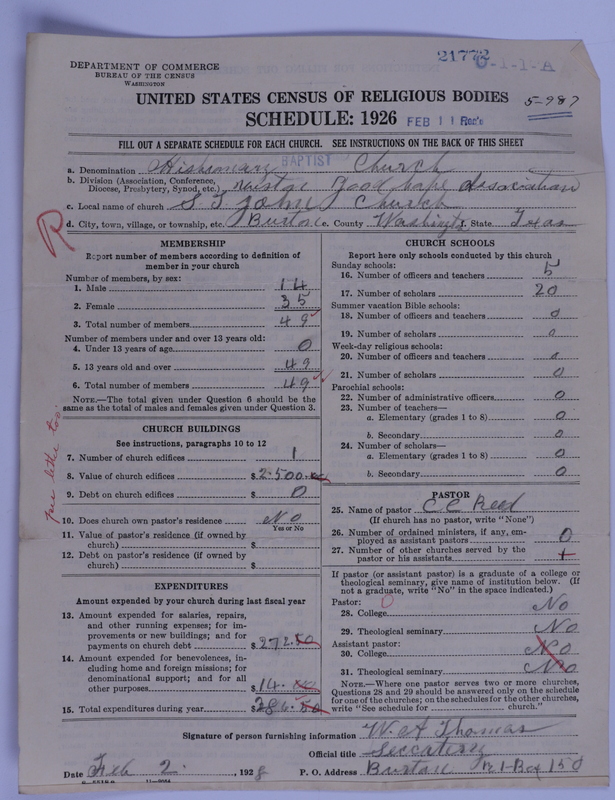 21772 0-1-1-A
DEPARTMENT OF COMMERCE
BUREAU OF THE CENSUS
WASHINGTON
UNITED STATES CENSUS OF RELIGIOUS BODIES
5-987
SCHEDULE: 1926 FEB 11 Rec'd
FILL OUT A SEPARATE SCHEDULE FOR EACH CHURCH. SEE INSTRUCTIONS ON THE BACK OF THIS SHEET
BAPTIST
a. Denomination Missionary Church
b. Division (Association, Conference, Diocese, Presbytery, Synod, etc.) good hope association
c. Local name of church S T John Church
d. City, town, village, or township, etc. Burton e. County Washington f. State Texas
R
MEMBERSHIP
Report number of members according to definition of
member in your church
Number of members, by sex:
1. Male 14
2. Female 35
3. Total number of members 49
Number of members under and over 13 years old:
4. Under 13 years of age 0
5. 13 years old and over 49
6. Total number of members 49
NOTE.—The total given under Question 6 should be the
same as the total of males and females given under Question 3.
CHURCH BUILDINGS
See instructions, paragraphs 10 to 12
7. Number of church edifices 1
8. Value of church edifices $2500.
9. Debt on church edifices $ 0
10. Does church own pastor's residence No
Yes or No
11. Value of pastor's residence (if owned by
church) $
12. Debt on pastor's residence (if owned by
church) $
EXPENDITURES
Amount expended by your church during last fiscal year
13. Amount expended for salaries, repairs,
and other running expenses; for im-
provements or new buildings; and for
payments on church debt $272.50
14. Amount expended for benevolences, in-
cluding home and foreign missions; for
denominational support; and for all
other purposes $14.
15. Total expenditures during year $286.50
CHURCH SCHOOLS
Report here only schools conducted by this church
Sunday schools:
16. Number of officers and teachers 5
17. Number of scholars 20
Summer vacation Bible schools:
18. Number of officers and teachers 0
19. Number of scholars 0
Week-day religious schools:
20. Number of officers and teachers 0
21. Number of scholars 0
Parochial schools:
22. Number of administrative officers 0
23. Number of teachers—
a. Elementary (grades 1 to 8) 0
b. Secondary 0
24. Number of scholars—
a. Elementary (grades 1 to 8) 0
b. Secondary 0
PASTOR
25. Name of pastor C C Reed
(If church has no pastor, write "None")
26. Number of ordained ministers, if any, em-
ployed as assistant pastors 0
27. Number of other churches served by the
pastor or his assistants
If pastor (or assistant pastor) is a graduate of a college or
theological seminary, give name of institution below. (If
not a graduate, write "No" in the space indicated.)
Pastor: 0
28. College No
29. Theological seminary No
Assistant pastor:
30. College No
31. Theological seminary No
NOTE.—Where one pastor serves two or more churches,
Questions 28 and 29 should be answered only on the schedule
for one of the churches; on the schedules for the other churches,
write "See schedule for church."
Signature of person furnishing information W. A Thomas
Official title Seccatery
Date Feb 2, 1928 P. O. Address Burton R 1-Box 150